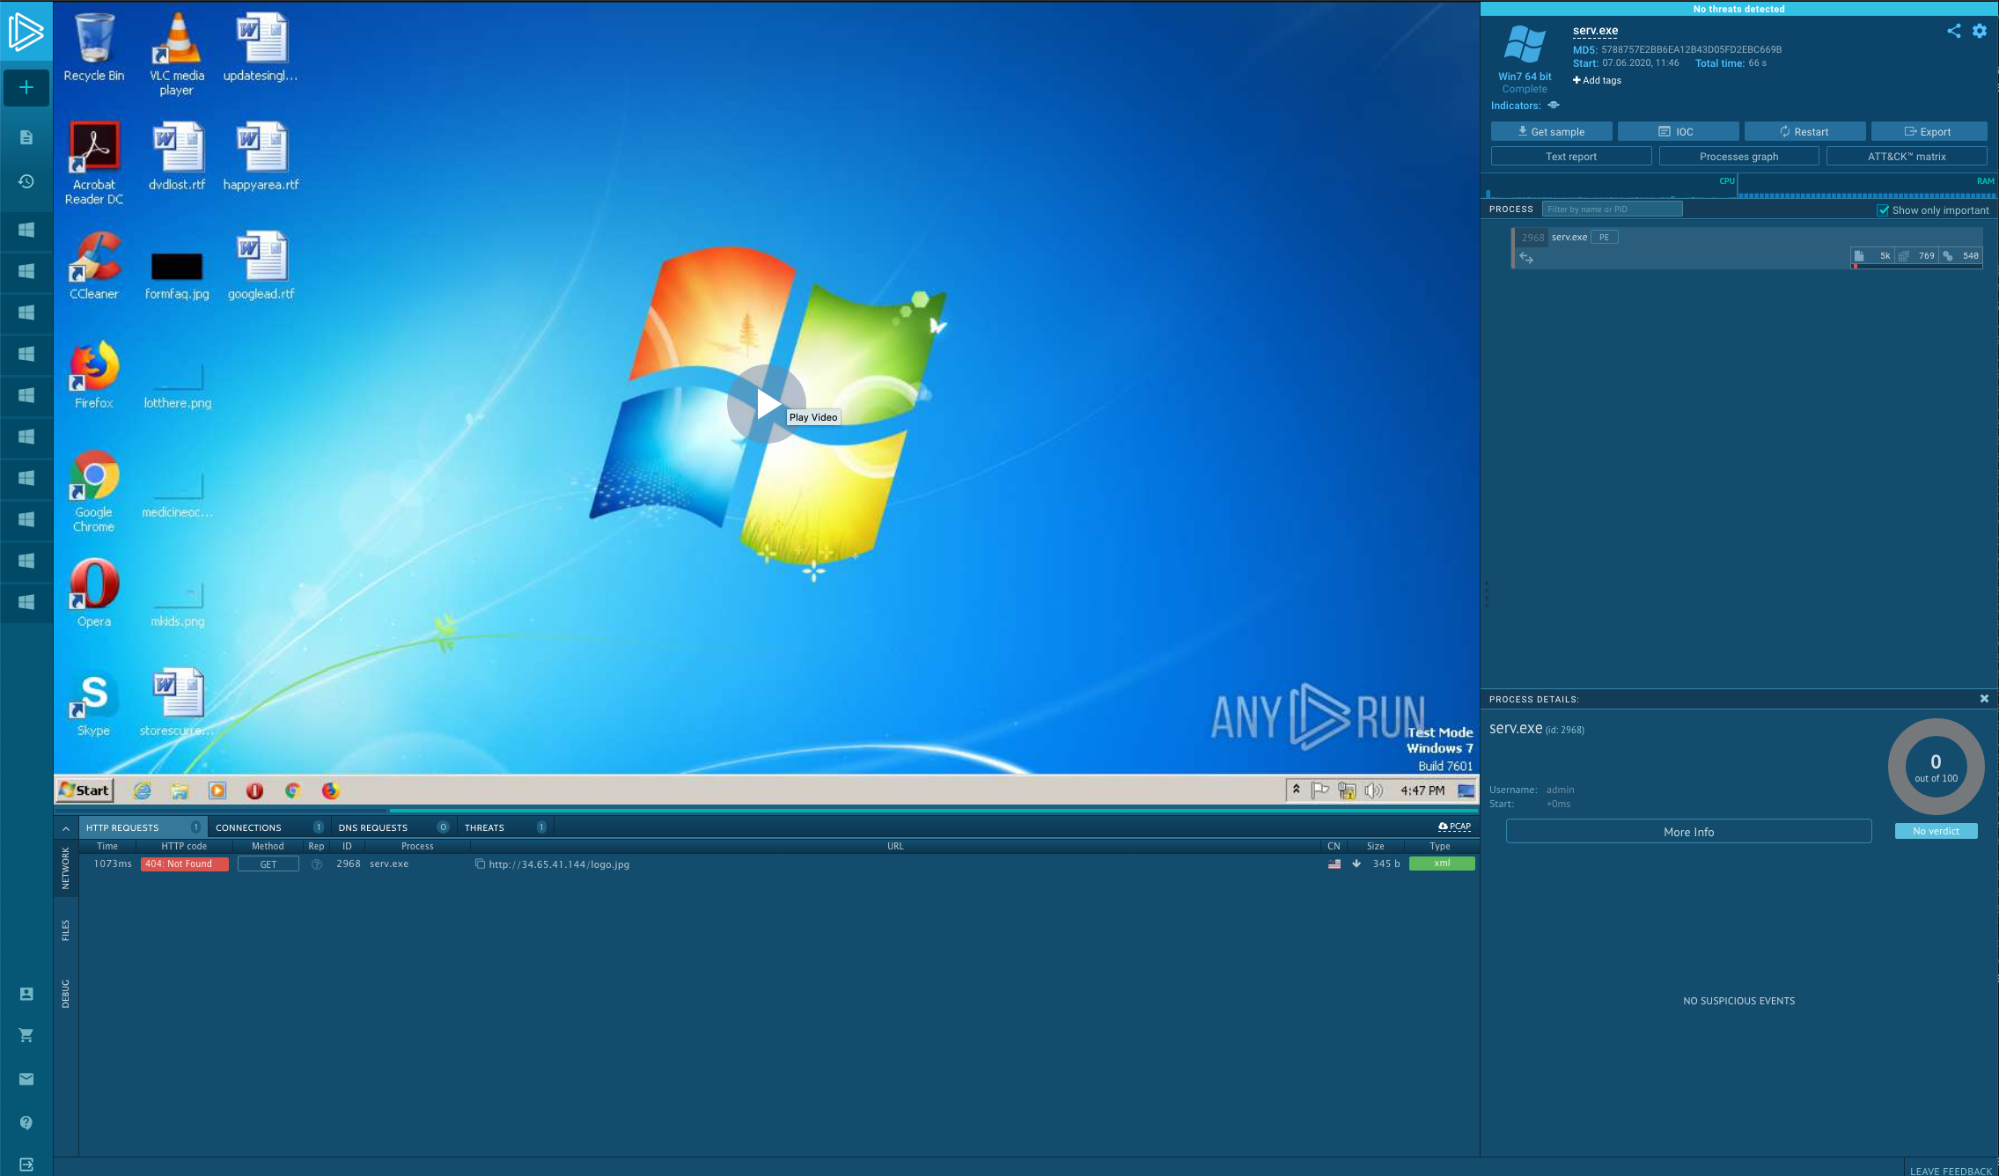 No threats detected
Recycle Bin
VLC media
player
updatesingl...
Acrobat
Reader DC
dvdlost.rtf
happyarea.rtf
CCleaner
formfaq.jpg
googlead.rtf
Firefox
lotthere.png
Google
Chrome
medicineoc...
Opera
mkids.png
Skype
storescurre...
Play Video
ANY RUN
Test Mode
Windows 7
Build 7601
Start
4:47 PM
serv.exe
MD5: 5788757E2BB6EA12B43D05FD2EBC669B
Start: 07.06.2020, 11:46 Total time: 66 s
Win7 64 bit
Complete
+ Add tags
Indicators:
Get sample
IOC
Restart
Export
Text report
Processes graph
ATT&CK™ matrix
CPU
RAM
PROCESS
Filter by name or PID
Show only important
2968 serv.exe PE
5k 769 540
PROCESS DETAILS:
serv.exe (id: 2968)
0
out of 100
Username: admin
Start: +0ms
More Info
No verdict
NO SUSPICIOUS EVENTS
HTTP REQUESTS 1
CONNECTIONS 1
DNS REQUESTS 0
THREATS 1
PCAP
Time HTTP code Method Rep ID Process URL CN Size Type
1073ms 404: Not Found GET 2968 serv.exe http://34.65.41.144/logo.jpg 345 b xml
NETWORK
FILES
DEBUG
LEAVE FEEDBACK